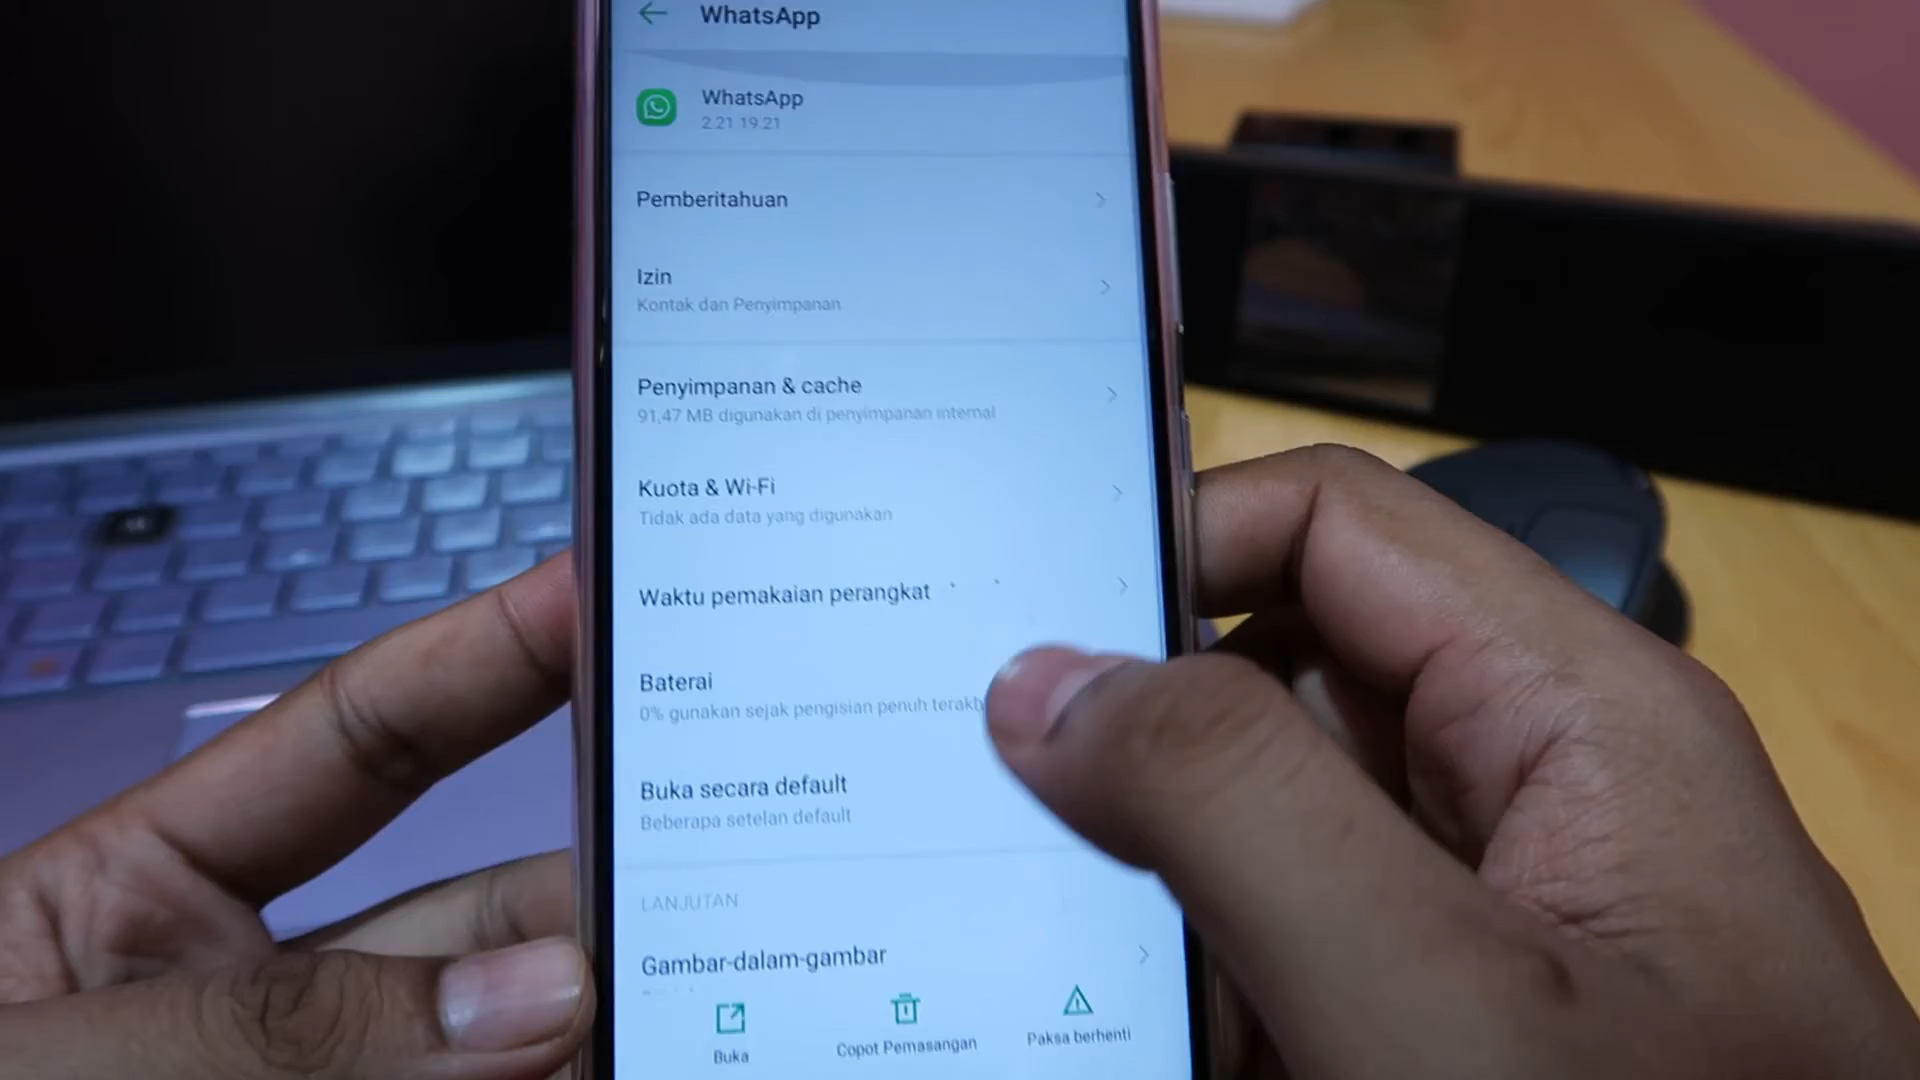 WhatsApp
WhatsApp
2.21 19.21
Pemberitahuan
Izin
Kontak dan Penyimpanan
Penyimpanan & cache
91,47 MB digunakan di penyimpanan internal
Kuota & Wi-Fi
Tidak ada data yang digunakan
Waktu pemakaian perangkat
Baterai
0% gunakan sejak pengisian penuh terakh
Buka secara default
Beberapa setelan default
LANJUTAN
Gambar-dalam-gambar
Buka
Copot Pemasangan
Paksa berhenti